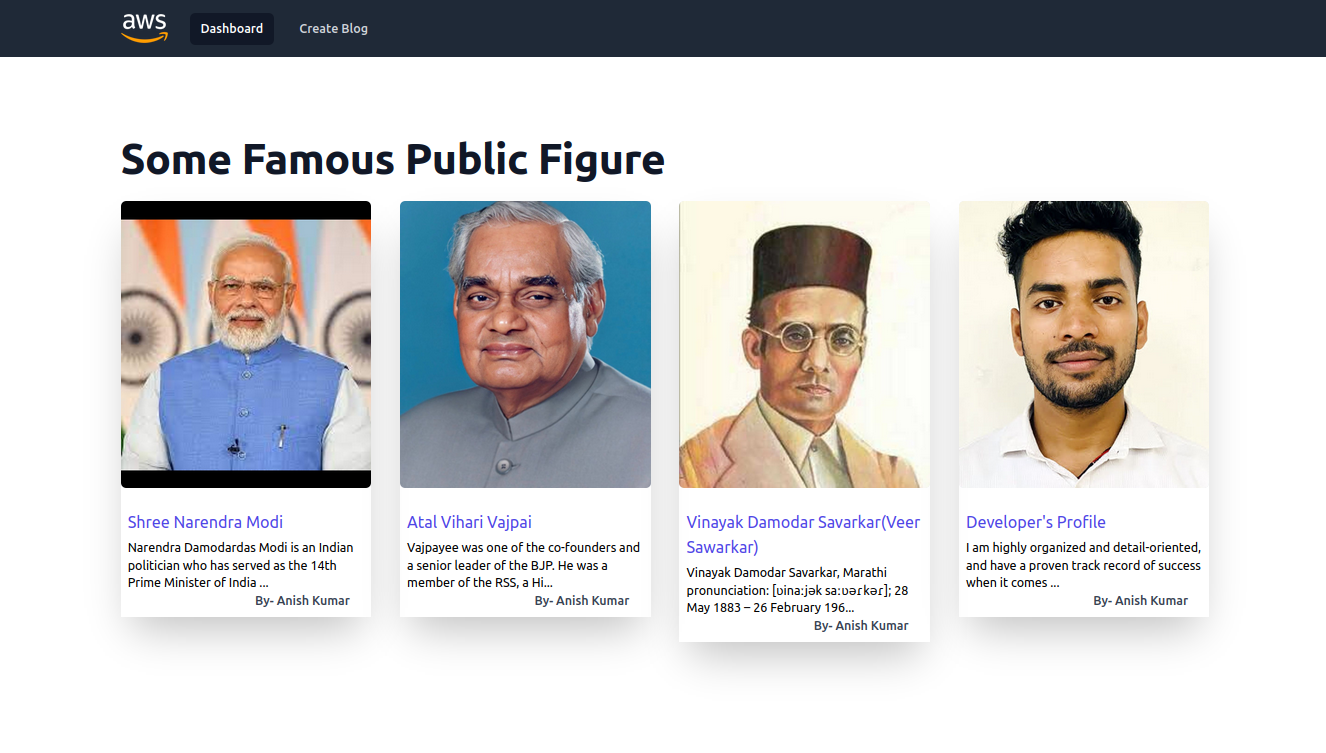 aws
Dashboard
Create Blog
Some Famous Public Figure
Shree Narendra Modi
Narendra Damodardas Modi is an Indian
politician who has served as the 14th
Prime Minister of India ...
By- Anish Kumar
Atal Vihari Vajpai
Vajpayee was one of the co-founders and
a senior leader of the BJP. He was a
member of the RSS, a Hi...
By- Anish Kumar
Vinayak Damodar Savarkar(Veer
Sawarkar)
Vinayak Damodar Savarkar, Marathi
pronunciation: [ʋinaːjək saːʋəɾkəɾ]; 28
May 1883 – 26 February 196...
By- Anish Kumar
Developer's Profile
I am highly organized and detail-oriented,
and have a proven track record of success
when it comes ...
By- Anish Kumar